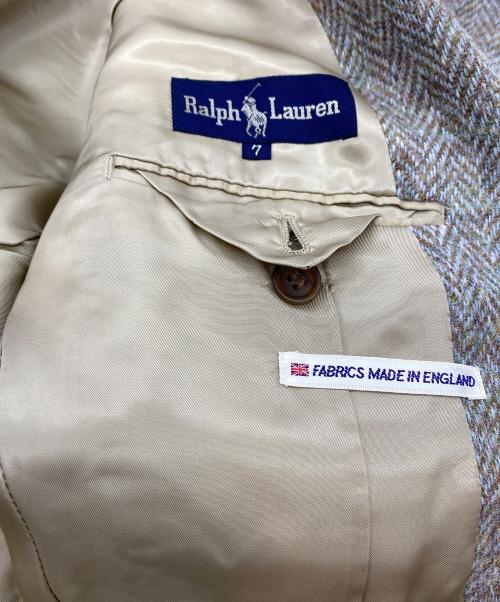 Ralph Lauren
7
FABRICS MADE IN ENGLAND